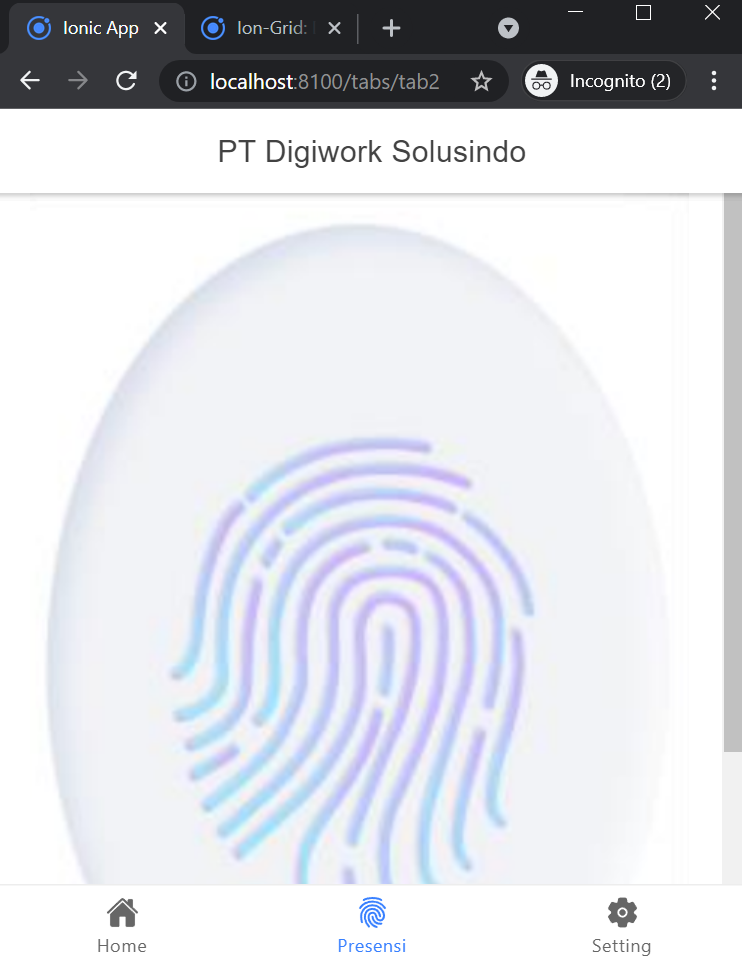 Ionic App
Ion-Grid:
localhost:8100/tabs/tab2
Incognito (2)
PT Digiwork Solusindo
Home
Presensi
Setting